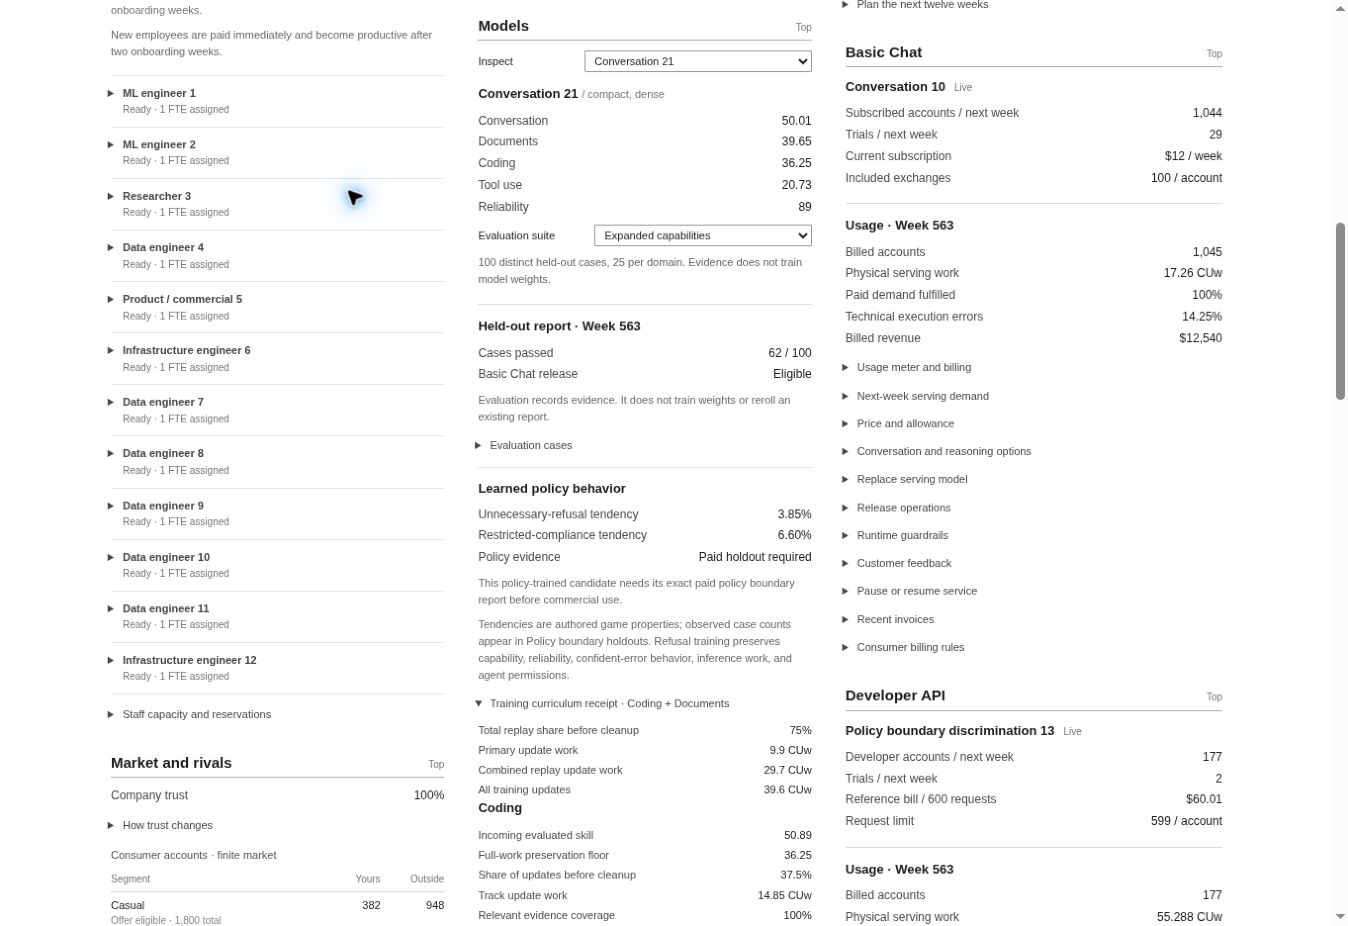 onboarding weeks.
New employees are paid immediately and become productive after
two onboarding weeks.
ML engineer 1
Ready · 1 FTE assigned
ML engineer 2
Ready · 1 FTE assigned
Researcher 3
Ready · 1 FTE assigned
Data engineer 4
Ready · 1 FTE assigned
Product / commercial 5
Ready · 1 FTE assigned
Infrastructure engineer 6
Ready · 1 FTE assigned
Data engineer 7
Ready · 1 FTE assigned
Data engineer 8
Ready · 1 FTE assigned
Data engineer 9
Ready · 1 FTE assigned
Data engineer 10
Ready · 1 FTE assigned
Data engineer 11
Ready · 1 FTE assigned
Infrastructure engineer 12
Ready · 1 FTE assigned
Staff capacity and reservations
Market and rivals Top
Company trust 100%
How trust changes
Consumer accounts · finite market
Segment Yours Outside
Casual 382 948
Offer eligible · 1,800 total
Models Top
Inspect Conversation 21
Conversation 21 / compact, dense
Conversation 50.01
Documents 39.65
Coding 36.25
Tool use 20.73
Reliability 89
Evaluation suite Expanded capabilities
100 distinct held-out cases, 25 per domain. Evidence does not train
model weights.
Held-out report · Week 563
Cases passed 62 / 100
Basic Chat release Eligible
Evaluation records evidence. It does not train weights or reroll an
existing report.
Evaluation cases
Learned policy behavior
Unnecessary-refusal tendency 3.85%
Restricted-compliance tendency 6.60%
Policy evidence Paid holdout required
This policy-trained candidate needs its exact paid policy boundary
report before commercial use.
Tendencies are authored game properties; observed case counts
appear in Policy boundary holdouts. Refusal training preserves
capability, reliability, confident-error behavior, inference work, and
agent permissions.
Training curriculum receipt · Coding + Documents
Total replay share before cleanup 75%
Primary update work 9.9 CUw
Combined replay update work 29.7 CUw
All training updates 39.6 CUw
Coding
Incoming evaluated skill 50.89
Full-work preservation floor 36.25
Share of updates before cleanup 37.5%
Track update work 14.85 CUw
Relevant evidence coverage 100%
Plan the next twelve weeks
Basic Chat Top
Conversation 10 Live
Subscribed accounts / next week 1,044
Trials / next week 29
Current subscription $12 / week
Included exchanges 100 / account
Usage · Week 563
Billed accounts 1,045
Physical serving work 17.26 CUw
Paid demand fulfilled 100%
Technical execution errors 14.25%
Billed revenue $12,540
Usage meter and billing
Next-week serving demand
Price and allowance
Conversation and reasoning options
Replace serving model
Release operations
Runtime guardrails
Customer feedback
Pause or resume service
Recent invoices
Consumer billing rules
Developer API Top
Policy boundary discrimination 13 Live
Developer accounts / next week 177
Trials / next week 2
Reference bill / 600 requests $60.01
Request limit 599 / account
Usage · Week 563
Billed accounts 177
Physical serving work 55.288 CUw